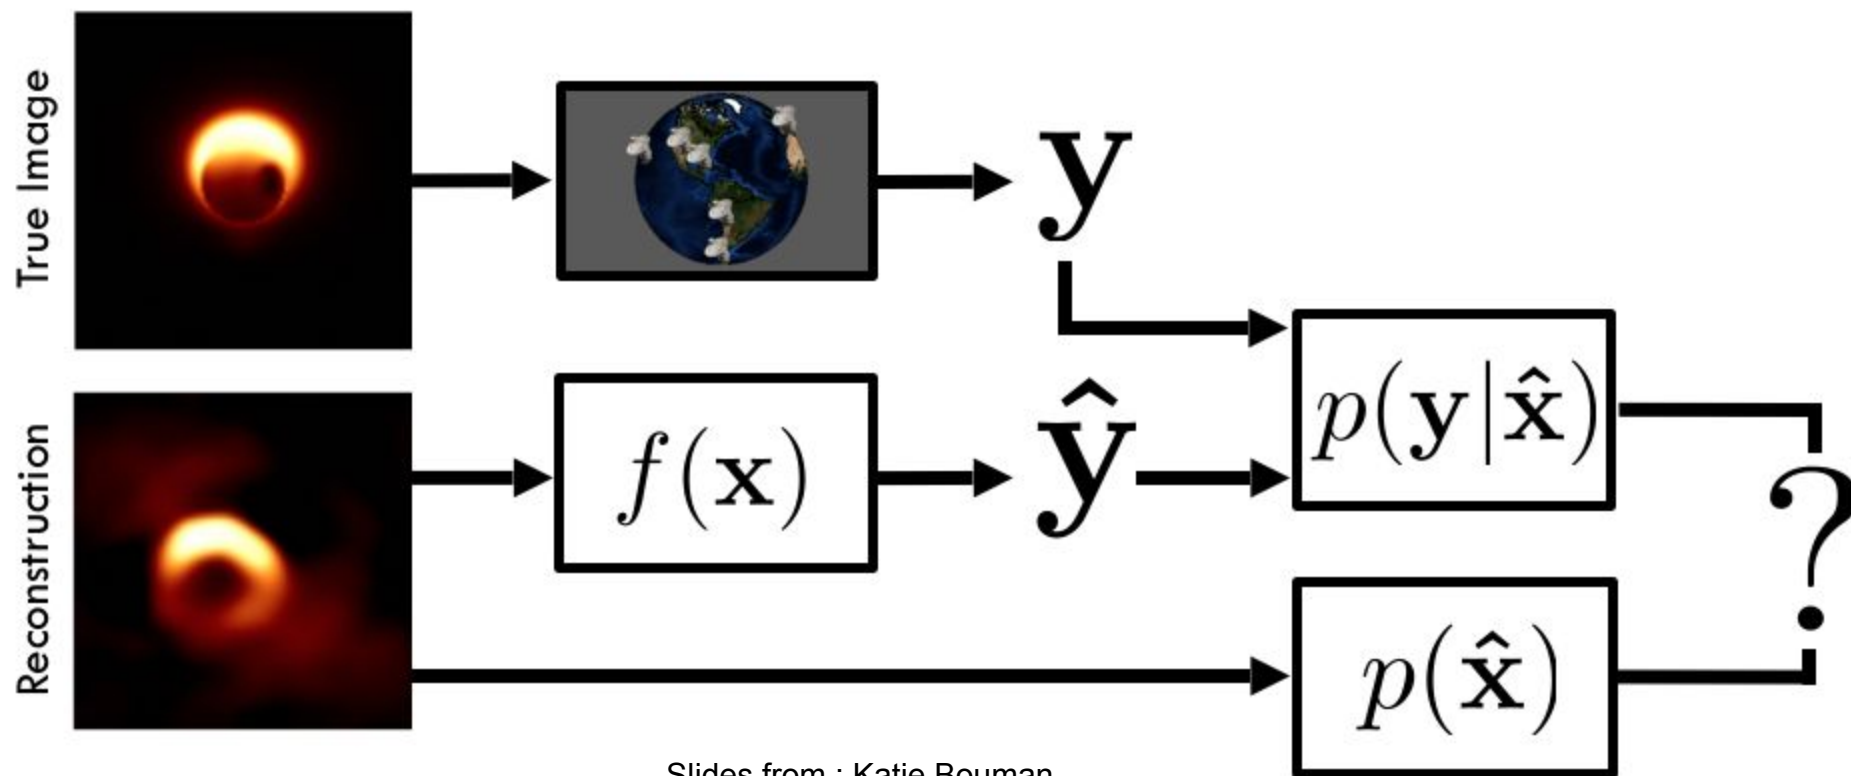 True Image
y
Reconstruction
f(x)
ŷ
p(y|x̂)
?
p(x̂)
Slides from : Katie Bouman